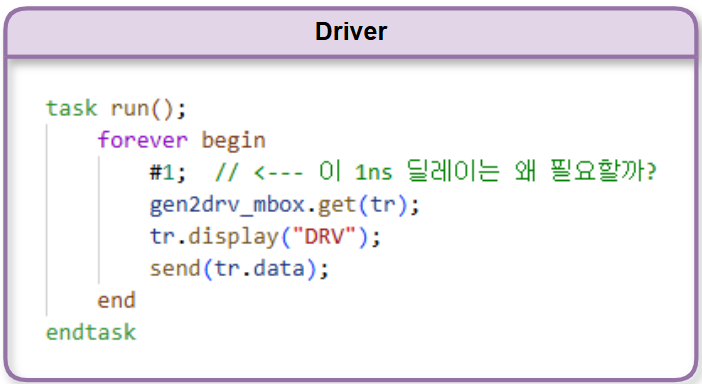 Driver
task run();
forever begin
#1;  // <--- 이 1ns 딜레이는 왜 필요할까?
gen2drv_mbox.get(tr);
tr.display("DRV");
send(tr.data);
end
endtask